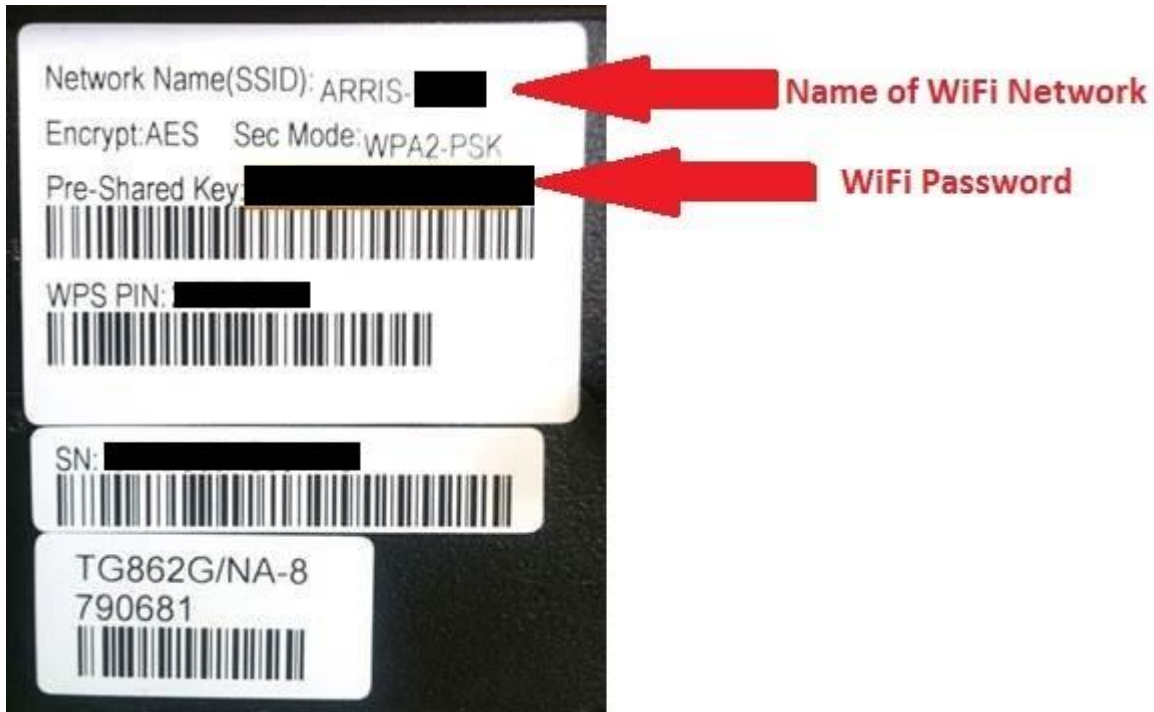 Network Name(SSID): ARRIS-
Name of WiFi Network
Encrypt:AES Sec Mode:WPA2-PSK
Pre-Shared Key:
WiFi Password
WPS PIN:
SN:
TG862G/NA-8
790681